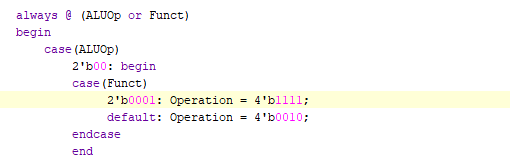 always @ (ALUOp or Funct)
begin
case(ALUOp)
2'b00: begin
case(Funct)
2'b0001: Operation = 4'b1111;
default: Operation = 4'b0010;
endcase
end